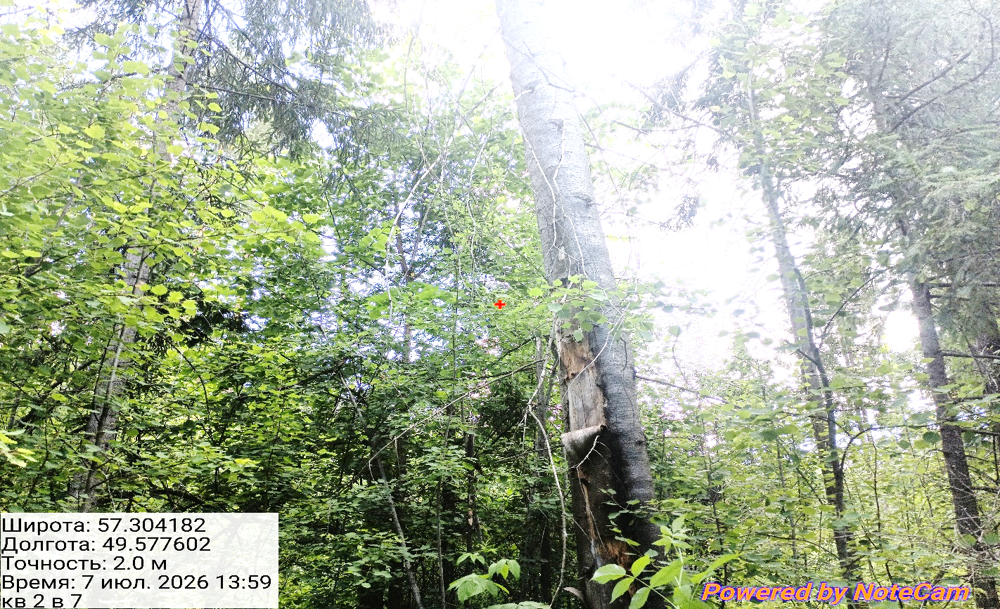 Широта: 57.304182
Долгота: 49.577602
Точность: 2.0 м
Время: 7 июл. 2026 13:59
кв 2 в 7
Powered by NoteCam